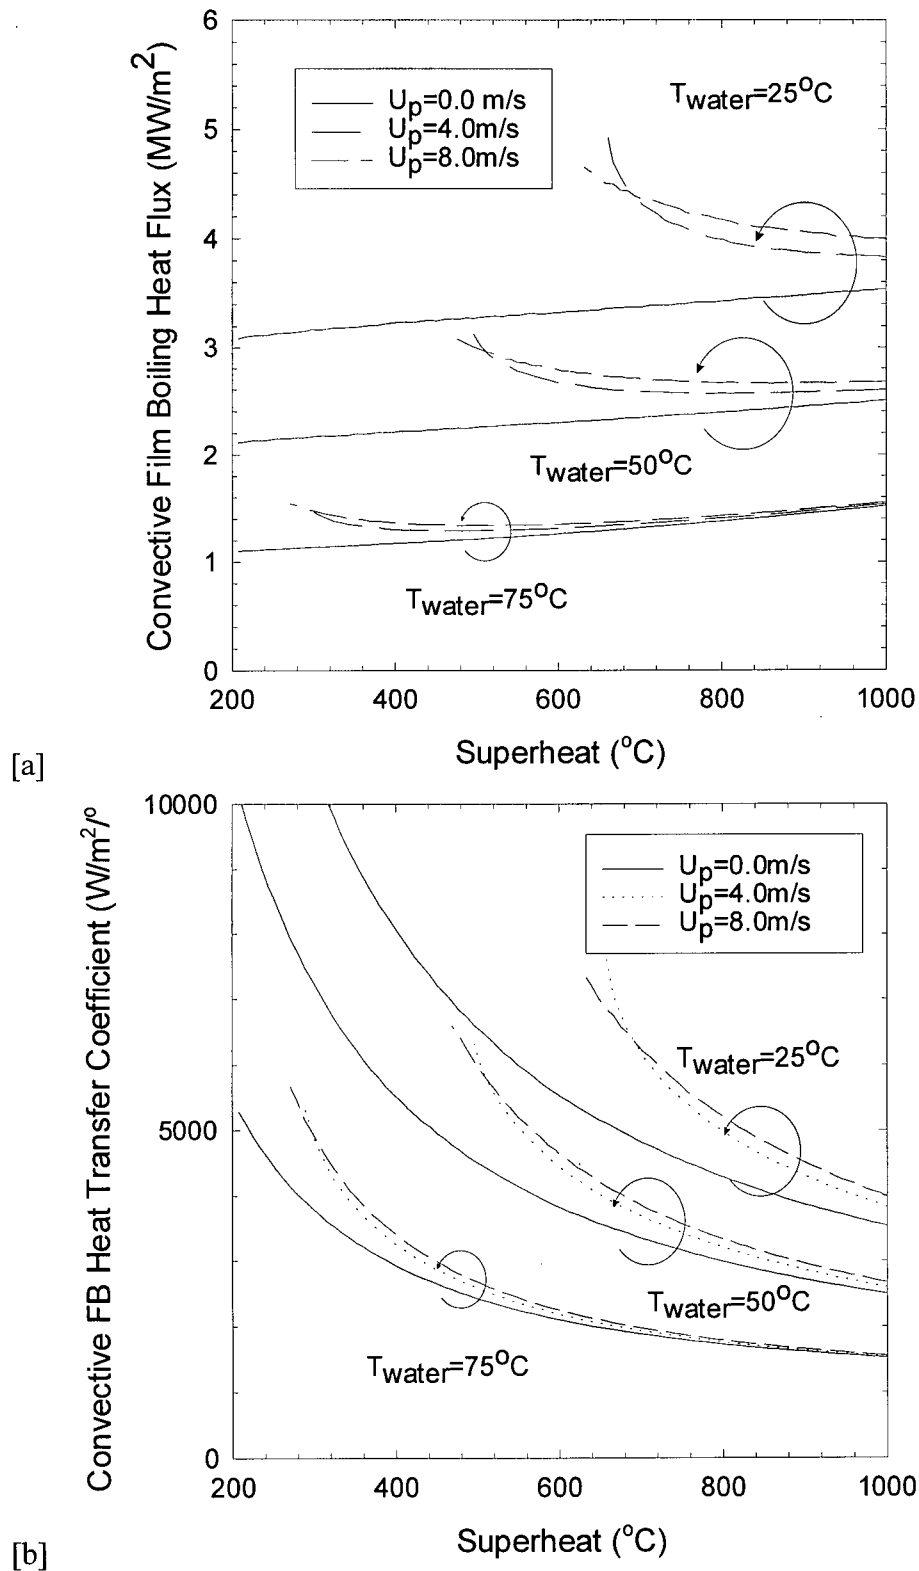 6
5
4
3
2
1
0
Convective Film Boiling Heat Flux (MW/m2)
Up=0.0 m/s
Up=4.0m/s
Up=8.0m/s
Twater=25oC
Twater=50oC
Twater=75oC
200 400 600 800 1000
Superheat (oC)
[a]
10000
5000
0
Convective FB Heat Transfer Coefficient (W/m2/o
Up=0.0m/s
Up=4.0m/s
Up=8.0m/s
Twater=25oC
Twater=50oC
Twater=75oC
200 400 600 800 1000
Superheat (oC)
[b]